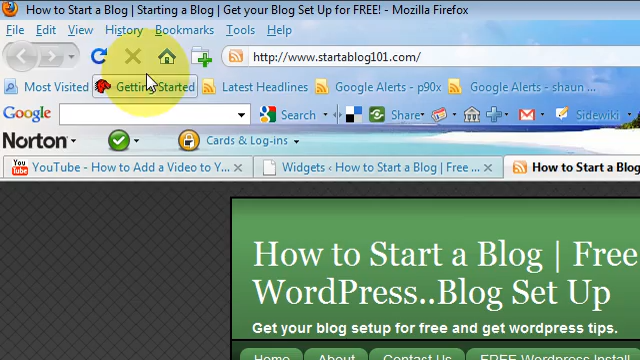 How to Start a Blog | Starting a Blog | Get your Blog Set Up for FREE! - Mozilla Firefox
File Edit View History Bookmarks Tools Help
http://www.startablog101.com/
Most Visited Getting Started Latest Headlines Google Alerts - p90x Google Alerts - shaun ...
Google Search Share Sidewiki
Norton Cards & Log-ins
You Tube YouTube - How to Add a Video to Y... Widgets ‹ How to Start a Blog | Free ... How to Start a Blog
How to Start a Blog | Free
WordPress..Blog Set Up
Get your blog setup for free and get wordpress tips.
Home About Contact Us FREE WordPress Install